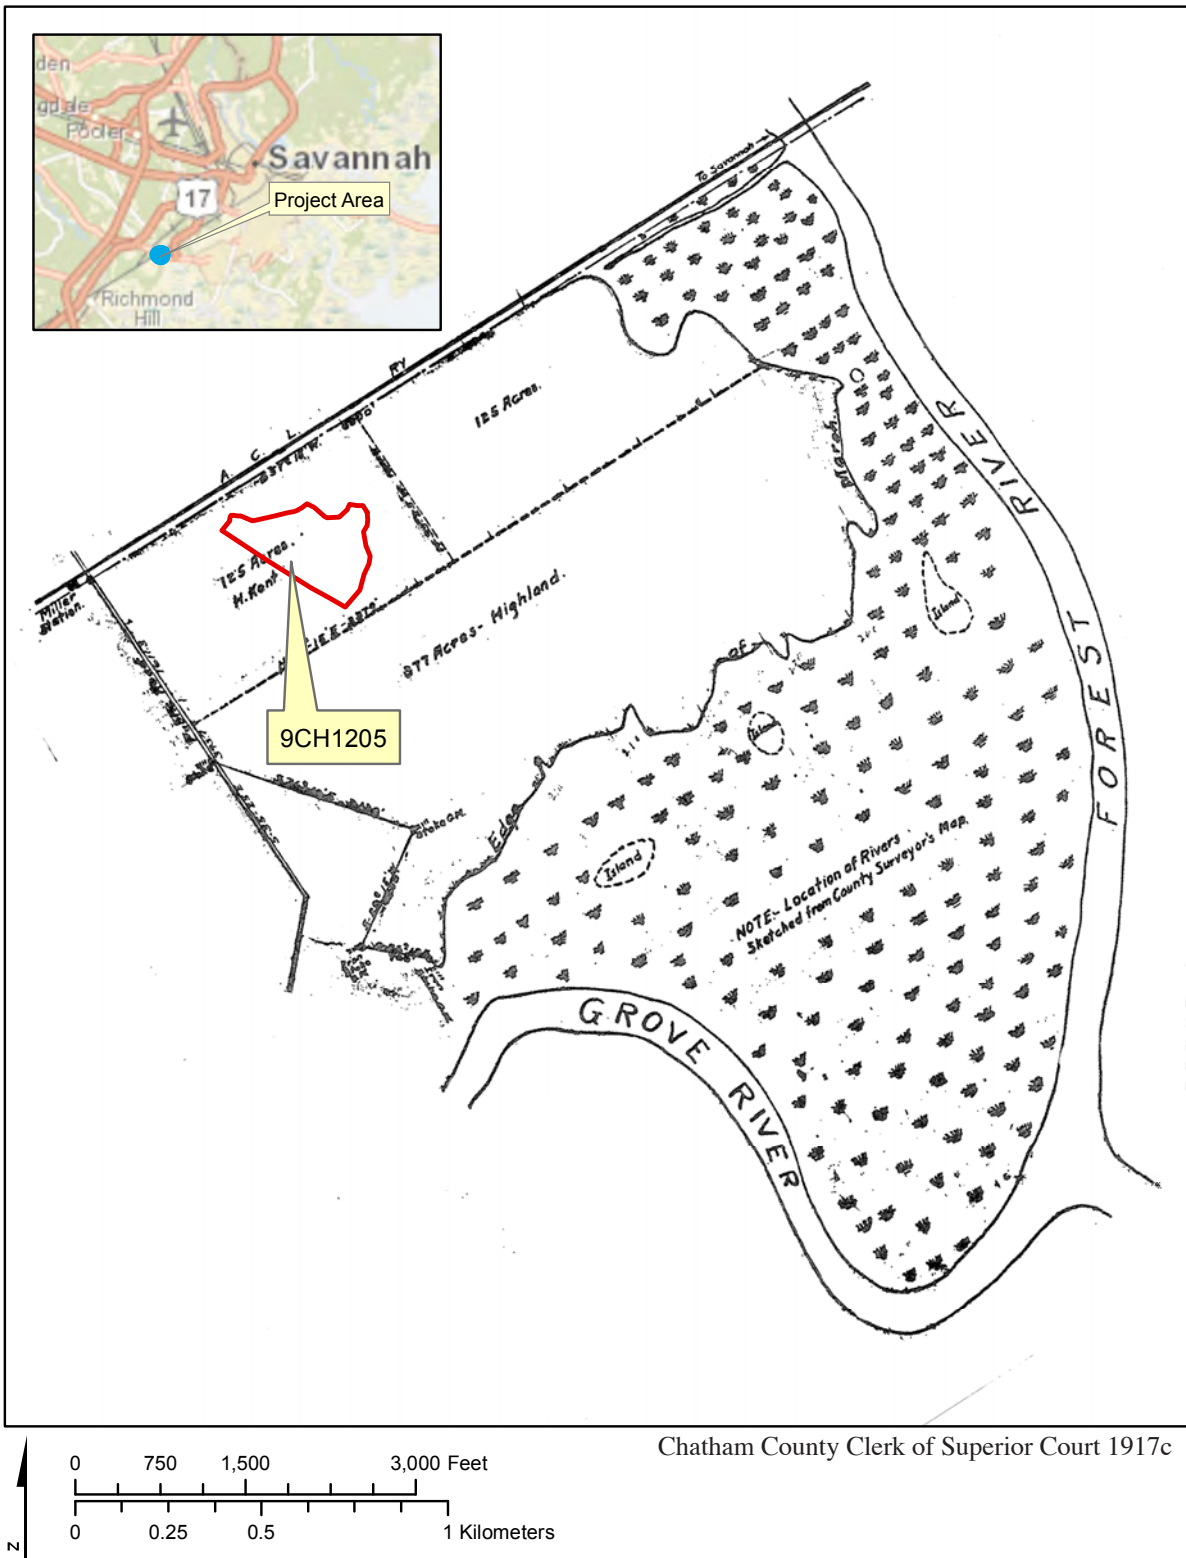 den
gdale
Pooler
Savannah
17
Project Area
Richmond
Hill
To Savannah
A. C. L. RY
125 Acres.
125 Acres.
H. Kent
Miller
Station.
877 Acres - Highland.
9CH1205
Edge of Marsh
Island
Island
Island
NOTE:- Location of Rivers
Sketched from County Surveyor's Map.
FOREST RIVER
GROVE RIVER
Chatham County Clerk of Superior Court 1917c
0 750 1,500 3,000 Feet
0 0.25 0.5 1 Kilometers
N